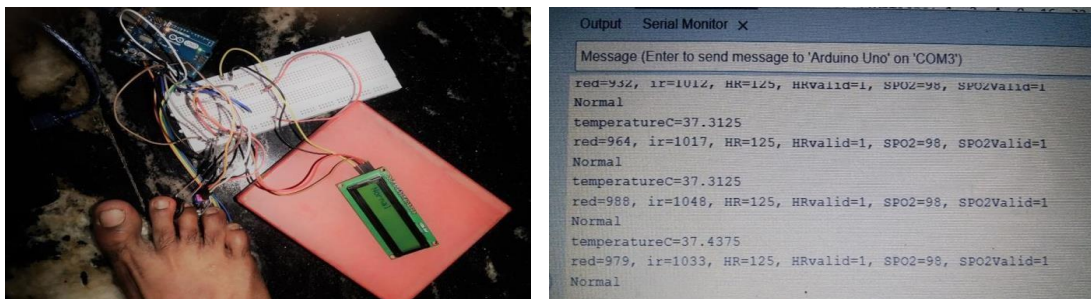 Normal
Output Serial Monitor ×
Message (Enter to send message to 'Arduino Uno' on 'COM3')
red=932, ir=1012, HR=125, HRvalid=1, SPO2=98, SPO2Valid=1
Normal
temperatureC=37.3125
red=964, ir=1017, HR=125, HRvalid=1, SPO2=98, SPO2Valid=1
Normal
temperatureC=37.3125
red=988, ir=1048, HR=125, HRvalid=1, SPO2=98, SPO2Valid=1
Normal
temperatureC=37.4375
red=979, ir=1033, HR=125, HRvalid=1, SPO2=98, SPO2Valid=1
Normal